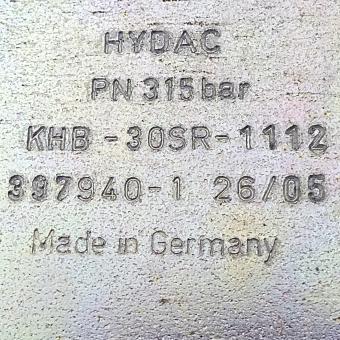 HYDAC
PN 315 bar
KHB-30SR-1112
397940-1 26/05
Made in Germany